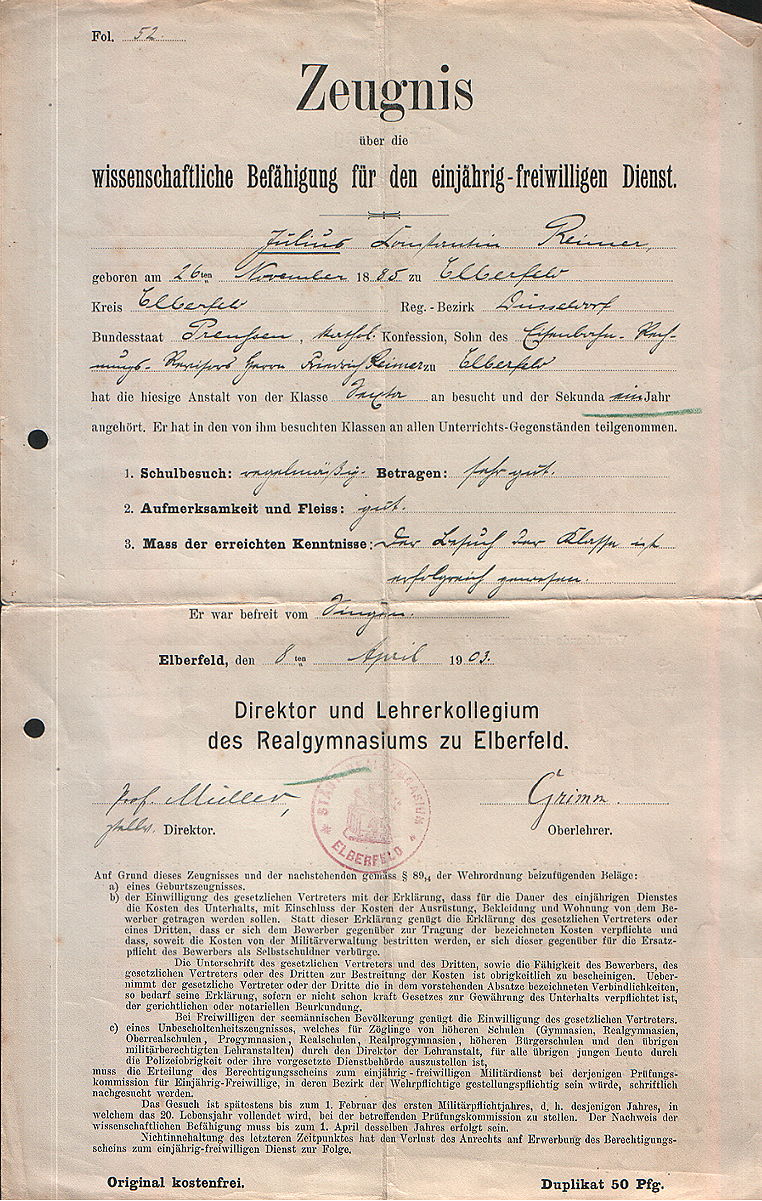 Fol. 52.
Zeugnis
über die
wissenschaftliche Befähigung für den einjährig-freiwilligen Dienst.
Julius Constantin Reimer,
geboren am 26ten November 1885 zu Elberfeld
Kreis Elberfeld Reg.-Bezirk Düsseldorf
Bundesstaat Preussen, kathol. Konfession, Sohn des Eisenbahn-Rech-
nungs-Revisors Herrn Friedrich Reimer zu Elberfeld
hat die hiesige Anstalt von der Klasse Sexta an besucht und der Sekunda ein Jahr
angehört. Er hat in den von ihm besuchten Klassen an allen Unterrichts-Gegenständen teilgenommen.
1. Schulbesuch: regelmäßig. Betragen: sehr gut.
2. Aufmerksamkeit und Fleiss: gut.
3. Mass der erreichten Kenntnisse: Der Besuch der Klasse ist
erfolgreich gewesen.
Er war befreit vom Singen.
Elberfeld, den 8ten April 1903.
Direktor und Lehrerkollegium
des Realgymnasiums zu Elberfeld.
Prof. Müller, Grimm.
stellv. Direktor. Oberlehrer.
ELBERFELD
Auf Grund dieses Zeugnisses und der nachstehenden gemäss § 89,4 der Wehrordnung beizufügenden Beläge:
a) eines Geburtszeugnisses.
b) der Einwilligung des gesetzlichen Vertreters mit der Erklärung, dass für die Dauer des einjährigen Dienstes
die Kosten des Unterhalts, mit Einschluss der Kosten der Ausrüstung, Bekleidung und Wohnung von dem Be-
werber getragen werden sollen. Statt dieser Erklärung genügt die Erklärung des gesetzlichen Vertreters oder
eines Dritten, dass er sich dem Bewerber gegenüber zur Tragung der bezeichneten Kosten verpflichte und
dass, soweit die Kosten von der Militärverwaltung bestritten werden, er sich dieser gegenüber für die Ersatz-
pflicht des Bewerbers als Selbstschuldner verbürge.
Die Unterschrift des gesetzlichen Vertreters und des Dritten, sowie die Fähigkeit des Bewerbers, des
gesetzlichen Vertreters oder des Dritten zur Bestreitung der Kosten ist obrigkeitlich zu bescheinigen. Ueber-
nimmt der gesetzliche Vertreter oder der Dritte die in dem vorstehenden Absatze bezeichneten Verbindlichkeiten,
so bedarf seine Erklärung, sofern er nicht schon kraft Gesetzes zur Gewährung des Unterhalts verpflichtet ist,
der gerichtlichen oder notariellen Beurkundung.
Bei Freiwilligen der seemännischen Bevölkerung genügt die Einwilligung des gesetzlichen Vertreters.
c) eines Unbescholtenheitszeugnisses, welches für Zöglinge von höheren Schulen (Gymnasien, Realgymnasien,
Oberrealschulen, Progymnasien, Realschulen, Realprogymnasien, höheren Bürgerschulen und den übrigen
militärberechtigten Lehranstalten) durch den Direktor der Lehranstalt, für alle übrigen jungen Leute durch
die Polizeiobrigkeit oder ihre vorgesetzte Dienstbehörde auszustellen ist,
muss die Erteilung des Berechtigungsscheins zum einjährig-freiwilligen Militärdienst bei derjenigen Prüfungs-
kommission für Einjährig-Freiwillige, in deren Bezirk der Wehrpflichtige gestellungspflichtig sein würde, schriftlich
nachgesucht werden.
Das Gesuch ist spätestens bis zum 1. Februar des ersten Militärpflichtjahres, d. h. desjenigen Jahres, in
welchem das 20. Lebensjahr vollendet wird, bei der betreffenden Prüfungskommission zu stellen. Der Nachweis der
wissenschaftlichen Befähigung muss bis zum 1. April desselben Jahres erfolgt sein.
Nichtinnehaltung des letzteren Zeitpunktes hat den Verlust des Anrechts auf Erwerbung des Berechtigungs-
scheins zum einjährig-freiwilligen Dienst zur Folge.
Original kostenfrei. Duplikat 50 Pfg.